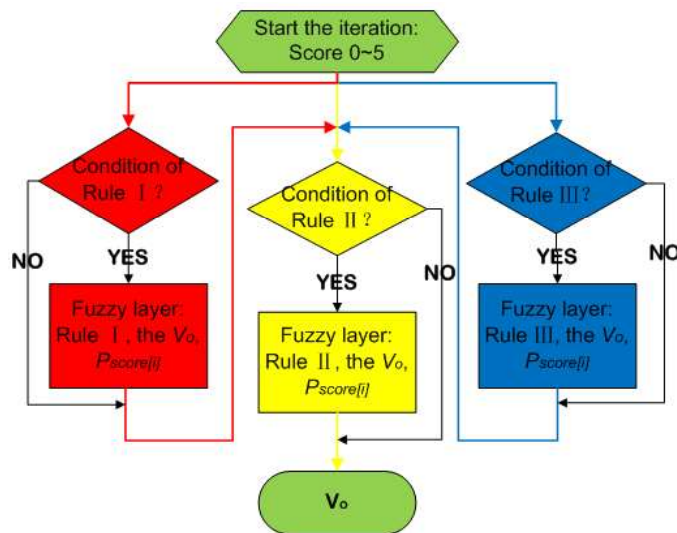 Start the iteration:
Score 0~5
Condition of
Rule Ⅰ?
NO
YES
Fuzzy layer:
Rule Ⅰ, the Vo,
Pscore[i]
Condition of
Rule Ⅱ?
YES
NO
Fuzzy layer:
Rule Ⅱ, the Vo,
Pscore[i]
Condition of
Rule Ⅲ?
YES
NO
Fuzzy layer:
Rule Ⅲ, the Vo,
Pscore[i]
Vo